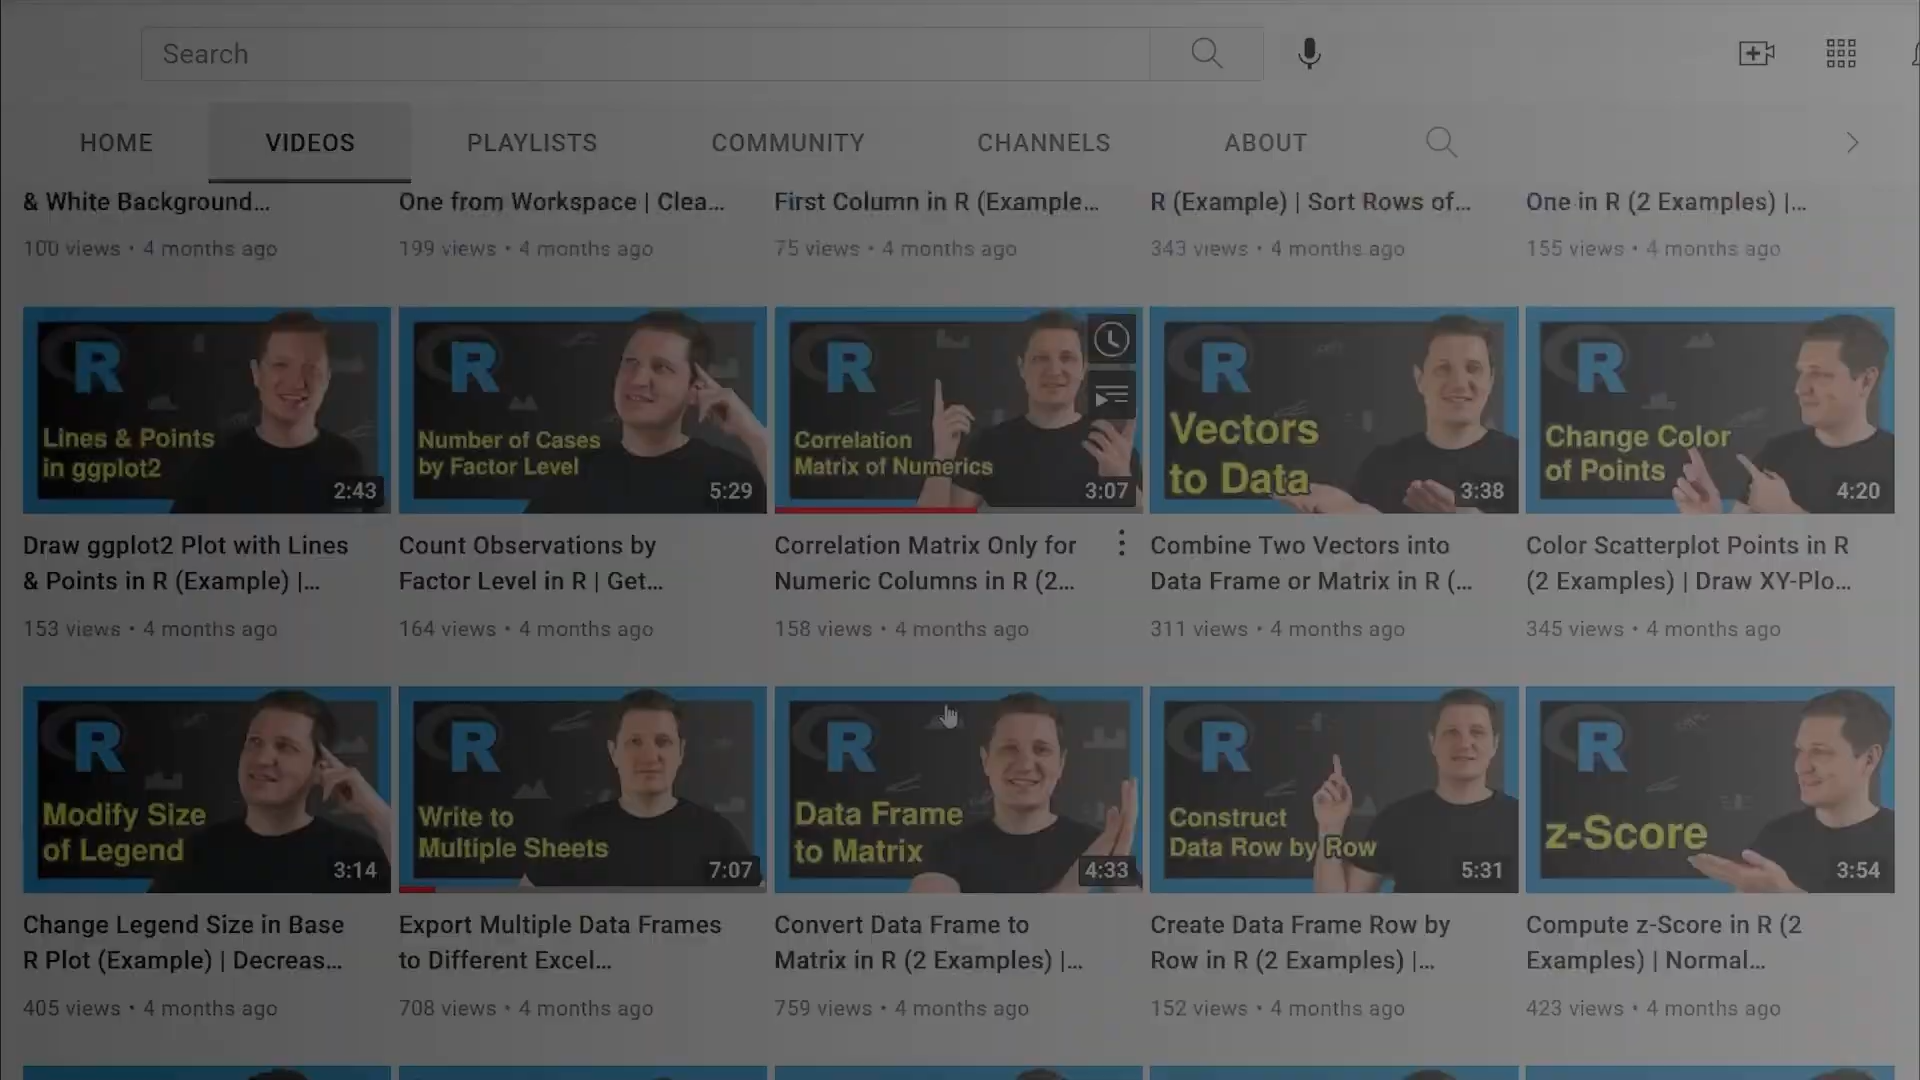 Search
HOME VIDEOS PLAYLISTS COMMUNITY CHANNELS ABOUT
& White Background... One from Workspace | Clea... First Column in R (Example... R (Example) | Sort Rows of... One in R (2 Examples) |...
100 views • 4 months ago 199 views • 4 months ago 75 views • 4 months ago 343 views • 4 months ago 155 views • 4 months ago
R
Lines & Points
in ggplot2
2:43
R
Number of Cases
by Factor Level
5:29
R
Correlation
Matrix of Numerics
3:07
R
Vectors
to Data
3:38
R
Change Color
of Points
4:20
Draw ggplot2 Plot with Lines
& Points in R (Example) |...
153 views • 4 months ago
Count Observations by
Factor Level in R | Get...
164 views • 4 months ago
Correlation Matrix Only for
Numeric Columns in R (2...
158 views • 4 months ago
Combine Two Vectors into
Data Frame or Matrix in R (...
311 views • 4 months ago
Color Scatterplot Points in R
(2 Examples) | Draw XY-Plo...
345 views • 4 months ago
R
Modify Size
of Legend
3:14
R
Write to
Multiple Sheets
7:07
R
Data Frame
to Matrix
4:33
R
Construct
Data Row by Row
5:31
R
z-Score
3:54
Change Legend Size in Base
R Plot (Example) | Decreas...
405 views • 4 months ago
Export Multiple Data Frames
to Different Excel...
708 views • 4 months ago
Convert Data Frame to
Matrix in R (2 Examples) |...
759 views • 4 months ago
Create Data Frame Row by
Row in R (2 Examples) |...
152 views • 4 months ago
Compute z-Score in R (2
Examples) | Normal...
423 views • 4 months ago